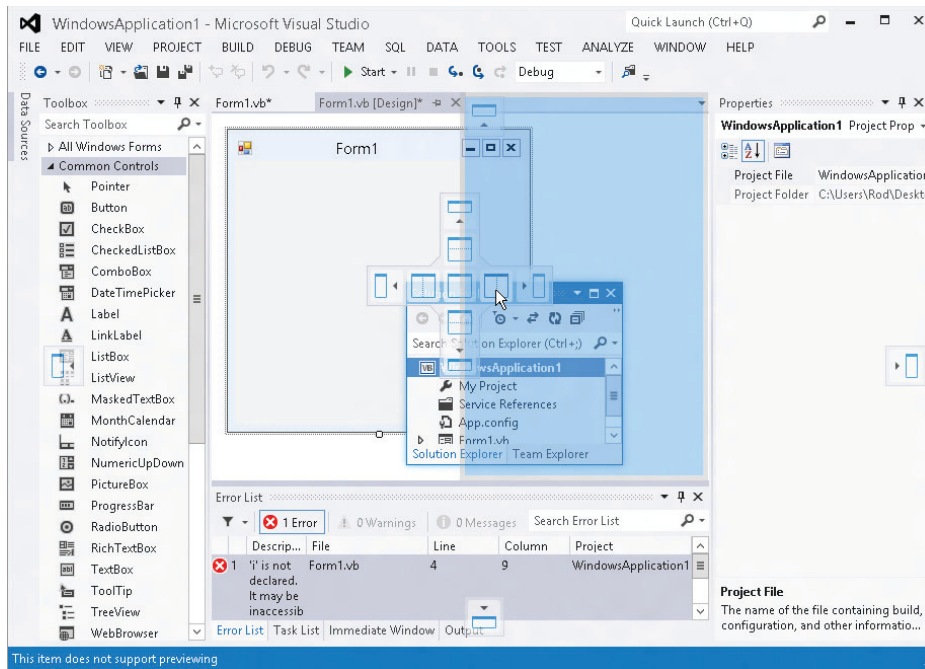 WindowsApplication1 - Microsoft Visual Studio
Quick Launch (Ctrl+Q)
FILE EDIT VIEW PROJECT BUILD DEBUG TEAM SQL DATA TOOLS TEST ANALYZE WINDOW HELP
Start Debug
Data Sources
Toolbox
Search Toolbox
All Windows Forms
Common Controls
Pointer
Button
CheckBox
CheckedListBox
ComboBox
DateTimePicker
Label
LinkLabel
ListBox
ListView
MaskedTextBox
MonthCalendar
NotifyIcon
NumericUpDown
PictureBox
ProgressBar
RadioButton
RichTextBox
TextBox
ToolTip
TreeView
WebBrowser
Form1.vb* Form1.vb [Design]*
Form1
Search Solution Explorer (Ctrl+;)
VB WindowsApplication1
My Project
Service References
App.config
Form1.vb
Solution Explorer Team Explorer
Error List
1 Error 0 Warnings 0 Messages Search Error List
Descrip... File Line Column Project
1 'i' is not Form1.vb 4 9 WindowsApplication1
declared.
It may be
inaccessib
Error List Task List Immediate Window Output
Properties
WindowsApplication1 Project Prop
Project File WindowsApplication
Project Folder C:\Users\Rod\Deskt
Project File
The name of the file containing build,
configuration, and other informatio...
This item does not support previewing